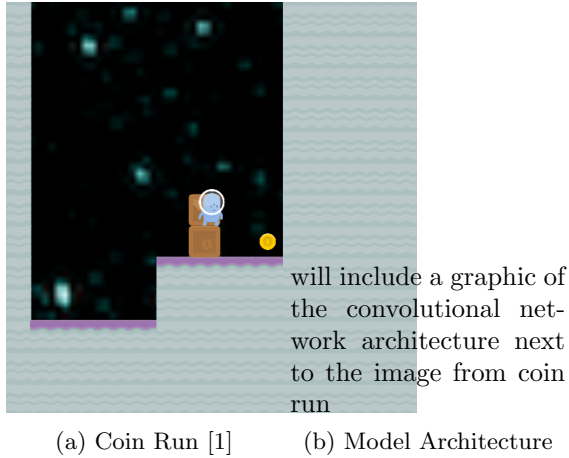 will include a graphic of
the convolutional net-
work architecture next
to the image from coin
run
(a) Coin Run [1]
(b) Model Architecture